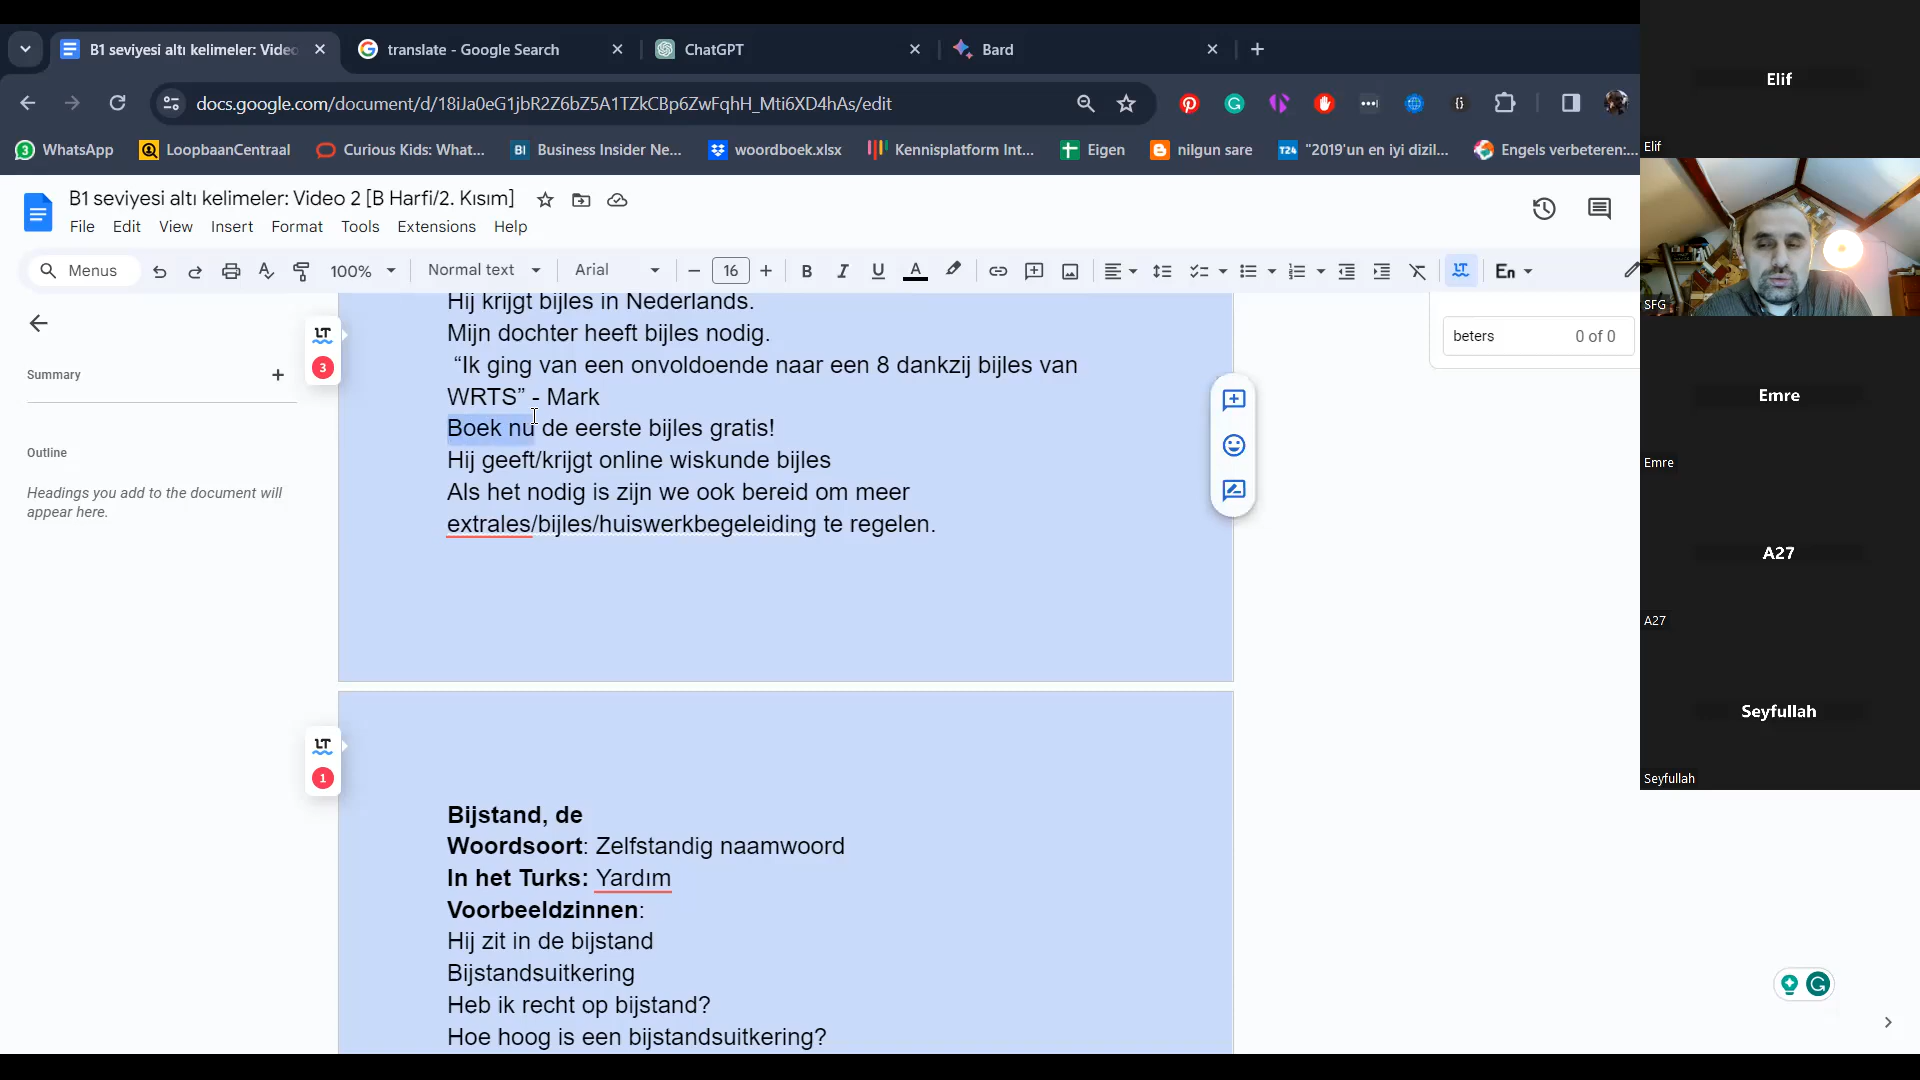 B1 seviyesi altı kelimeler: Video
translate - Google Search
ChatGPT
Bard
docs.google.com/document/d/18iJa0eG1jbR2Z6bZ5A1TZkCBp6ZwFqhH_Mti6XD4hAs/edit
WhatsApp
LoopbaanCentraal
Curious Kids: What...
BI Business Insider Ne...
woordboek.xlsx
Kennisplatform Int...
Eigen
nilgun sare
T24 "2019'un en iyi dizil...
Engels verbeteren:...
B1 seviyesi altı kelimeler: Video 2 [B Harfi/2. Kısım]
File Edit View Insert Format Tools Extensions Help
Menus 100% Normal text Arial 16 B I U A En
Summary
Outline
Headings you add to the document will
appear here.
LT
3
Hij krijgt bijles in Nederlands.
Mijn dochter heeft bijles nodig.
“Ik ging van een onvoldoende naar een 8 dankzij bijles van
WRTS” - Mark
Boek nu de eerste bijles gratis!
Hij geeft/krijgt online wiskunde bijles
Als het nodig is zijn we ook bereid om meer
extrales/bijles/huiswerkbegeleiding te regelen.
LT
1
Bijstand, de
Woordsoort: Zelfstandig naamwoord
In het Turks: Yardım
Voorbeeldzinnen:
Hij zit in de bijstand
Bijstandsuitkering
Heb ik recht op bijstand?
Hoe hoog is een bijstandsuitkering?
beters 0 of 0
Elif
Elif
SFG
Emre
Emre
A27
A27
Seyfullah
Seyfullah